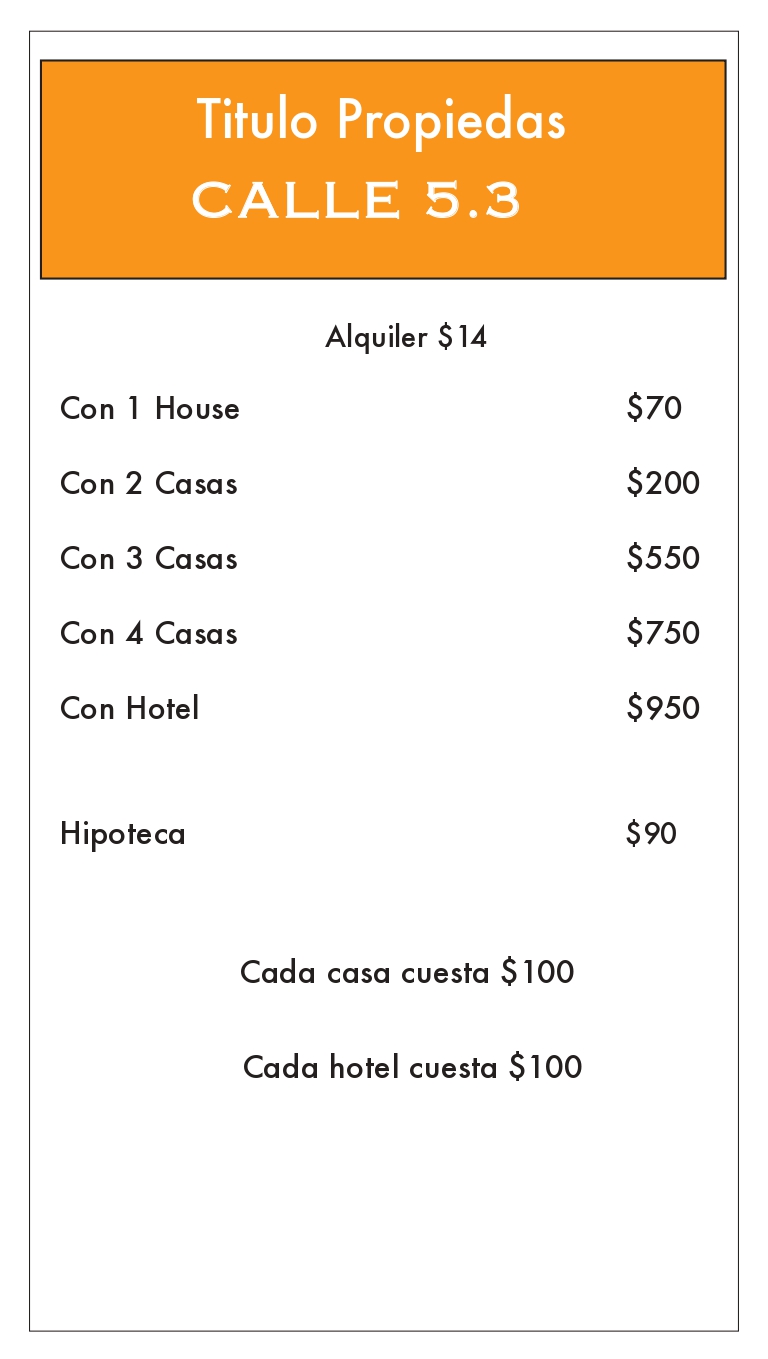 Titulo Propiedas
CALLE 5.3
Alquiler $14
Con 1 House $70
Con 2 Casas $200
Con 3 Casas $550
Con 4 Casas $750
Con Hotel $950
Hipoteca $90
Cada casa cuesta $100
Cada hotel cuesta $100